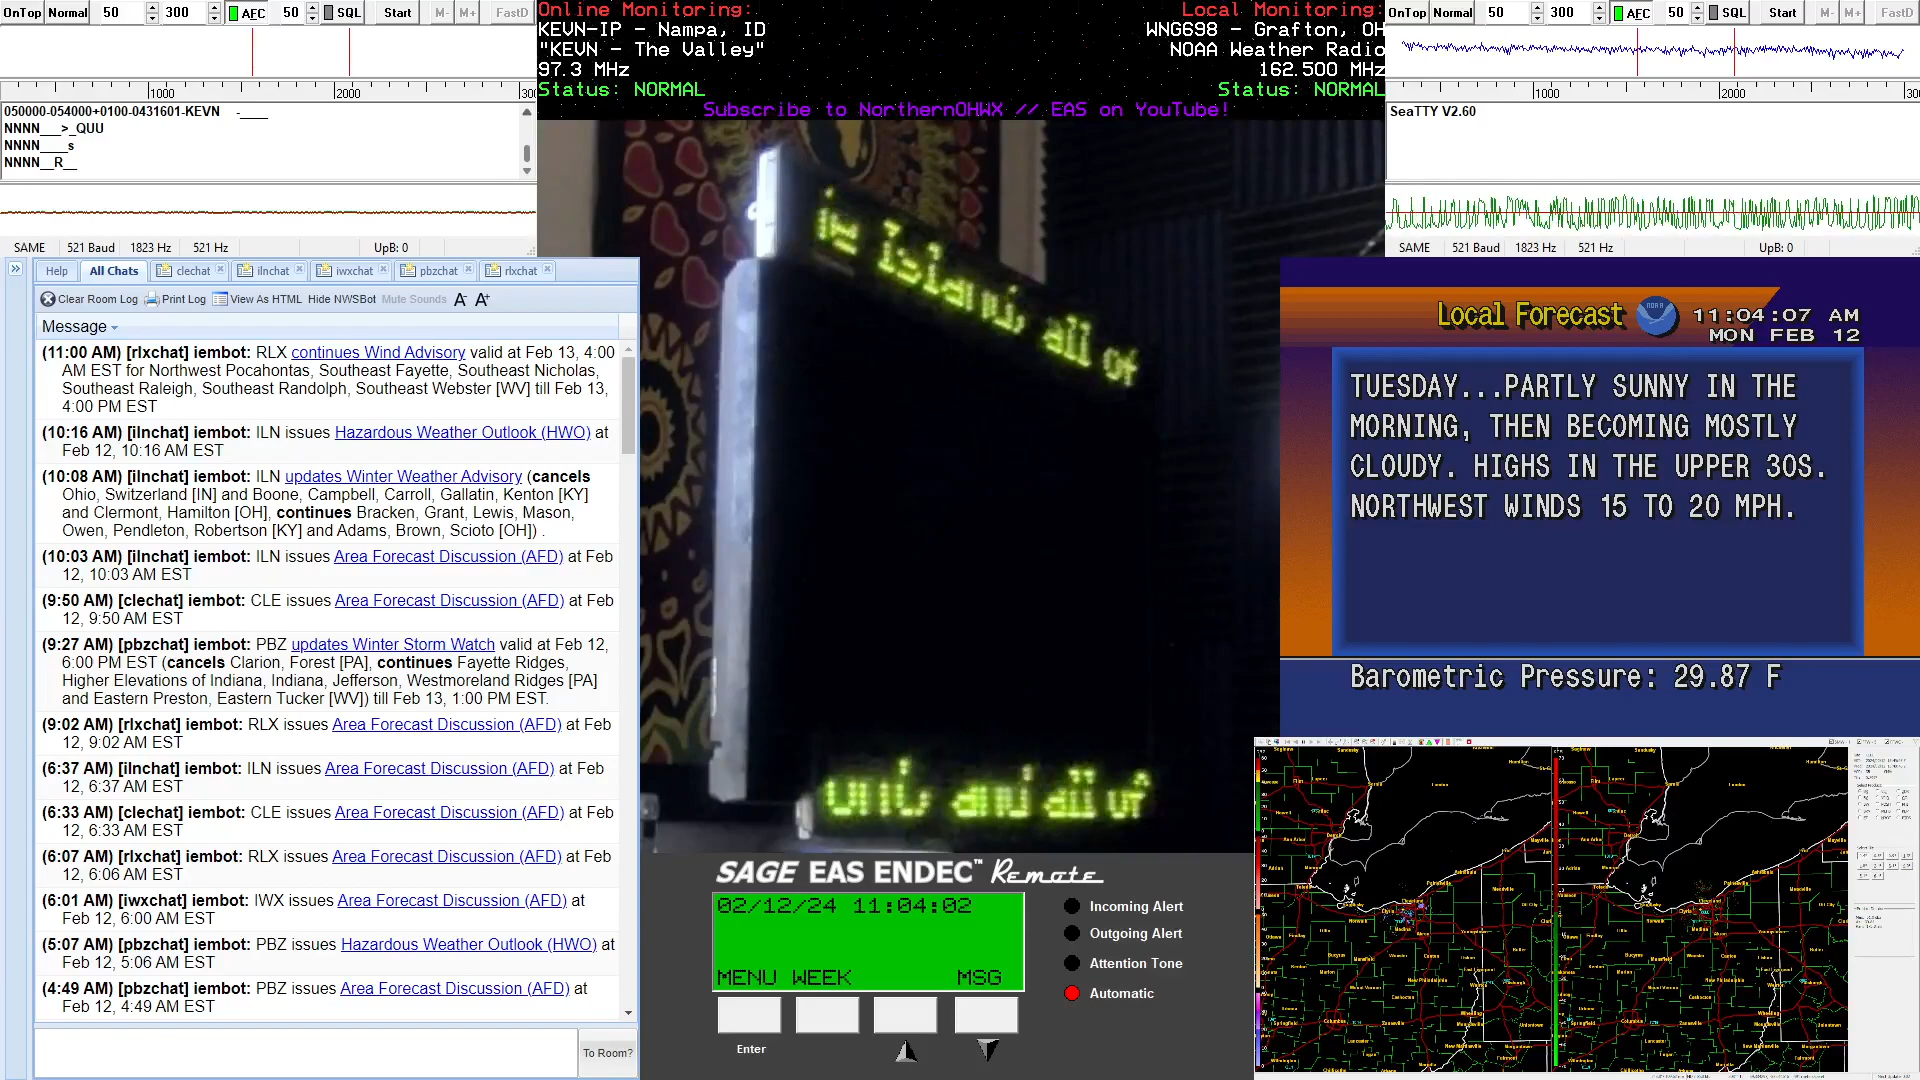 OnTop Normal 50 300 AFC 50 SQL Start M- M+ FastD
1000 2000
050000-054000+0100-0431601-KEVN -____
NNNN___>_QUU
NNNN____s
NNNN__R__
SAME 521 Baud 1823 Hz 521 Hz UpB: 0
Online Monitoring:
KEVN-IP - Nampa, ID
"KEVN - The Valley"
97.3 MHz
Status: NORMAL
Local Monitoring:
WNG698 - Grafton, OH
NOAA Weather Radio
162.500 MHz
Status: NORMAL
Subscribe to NorthernOHWX // EAS on YouTube!
OnTop Normal 50 300 AFC 50 SQL Start M- M+ FastD
1000 2000
SeaTTY V2.60
SAME 521 Baud 1823 Hz 521 Hz UpB: 0
Help All Chats clechat ilnchat iwxchat pbzchat rlxchat
Clear Room Log Print Log View As HTML Hide NWSBot Mute Sounds A- A+
Message
(11:00 AM) [rlxchat] iembot: RLX continues Wind Advisory valid at Feb 13, 4:00
AM EST for Northwest Pocahontas, Southeast Fayette, Southeast Nicholas,
Southeast Raleigh, Southeast Randolph, Southeast Webster [WV] till Feb 13,
4:00 PM EST
(10:16 AM) [ilnchat] iembot: ILN issues Hazardous Weather Outlook (HWO) at
Feb 12, 10:16 AM EST
(10:08 AM) [ilnchat] iembot: ILN updates Winter Weather Advisory (cancels
Ohio, Switzerland [IN] and Boone, Campbell, Carroll, Gallatin, Kenton [KY]
and Clermont, Hamilton [OH], continues Bracken, Grant, Lewis, Mason,
Owen, Pendleton, Robertson [KY] and Adams, Brown, Scioto [OH]) .
(10:03 AM) [ilnchat] iembot: ILN issues Area Forecast Discussion (AFD) at Feb
12, 10:03 AM EST
(9:50 AM) [clechat] iembot: CLE issues Area Forecast Discussion (AFD) at Feb
12, 9:50 AM EST
(9:27 AM) [pbzchat] iembot: PBZ updates Winter Storm Watch valid at Feb 12,
6:00 PM EST (cancels Clarion, Forest [PA], continues Fayette Ridges,
Higher Elevations of Indiana, Indiana, Jefferson, Westmoreland Ridges [PA]
and Eastern Preston, Eastern Tucker [WV]) till Feb 13, 1:00 PM EST.
(9:02 AM) [rlxchat] iembot: RLX issues Area Forecast Discussion (AFD) at Feb
12, 9:02 AM EST
(6:37 AM) [ilnchat] iembot: ILN issues Area Forecast Discussion (AFD) at Feb
12, 6:37 AM EST
(6:33 AM) [clechat] iembot: CLE issues Area Forecast Discussion (AFD) at Feb
12, 6:33 AM EST
(6:07 AM) [rlxchat] iembot: RLX issues Area Forecast Discussion (AFD) at Feb
12, 6:06 AM EST
(6:01 AM) [iwxchat] iembot: IWX issues Area Forecast Discussion (AFD) at
Feb 12, 6:00 AM EST
(5:07 AM) [pbzchat] iembot: PBZ issues Hazardous Weather Outlook (HWO) at
Feb 12, 5:06 AM EST
(4:49 AM) [pbzchat] iembot: PBZ issues Area Forecast Discussion (AFD) at
Feb 12, 4:49 AM EST
To Room?
all of
and all of
SAGE EAS ENDEC™ Remote
02/12/24 11:04:02
MENU WEEK MSG
Enter
Incoming Alert
Outgoing Alert
Attention Tone
Automatic
Local Forecast NOAA 11:04:07 AM
MON FEB 12
TUESDAY...PARTLY SUNNY IN THE
MORNING, THEN BECOMING MOSTLY
CLOUDY. HIGHS IN THE UPPER 30S.
NORTHWEST WINDS 15 TO 20 MPH.
Barometric Pressure: 29.87 F